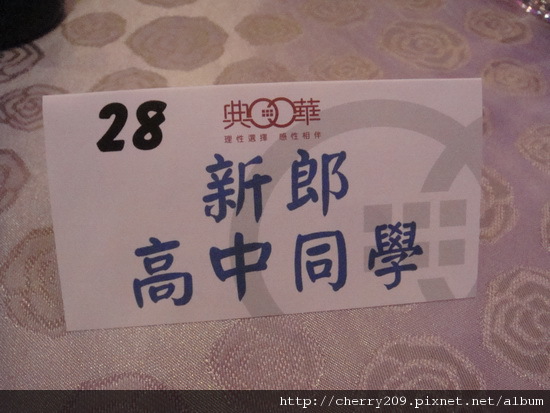 28
典華
理性選擇 感性相伴
新郎
高中同學
http://cherry209.pixnet.net/album